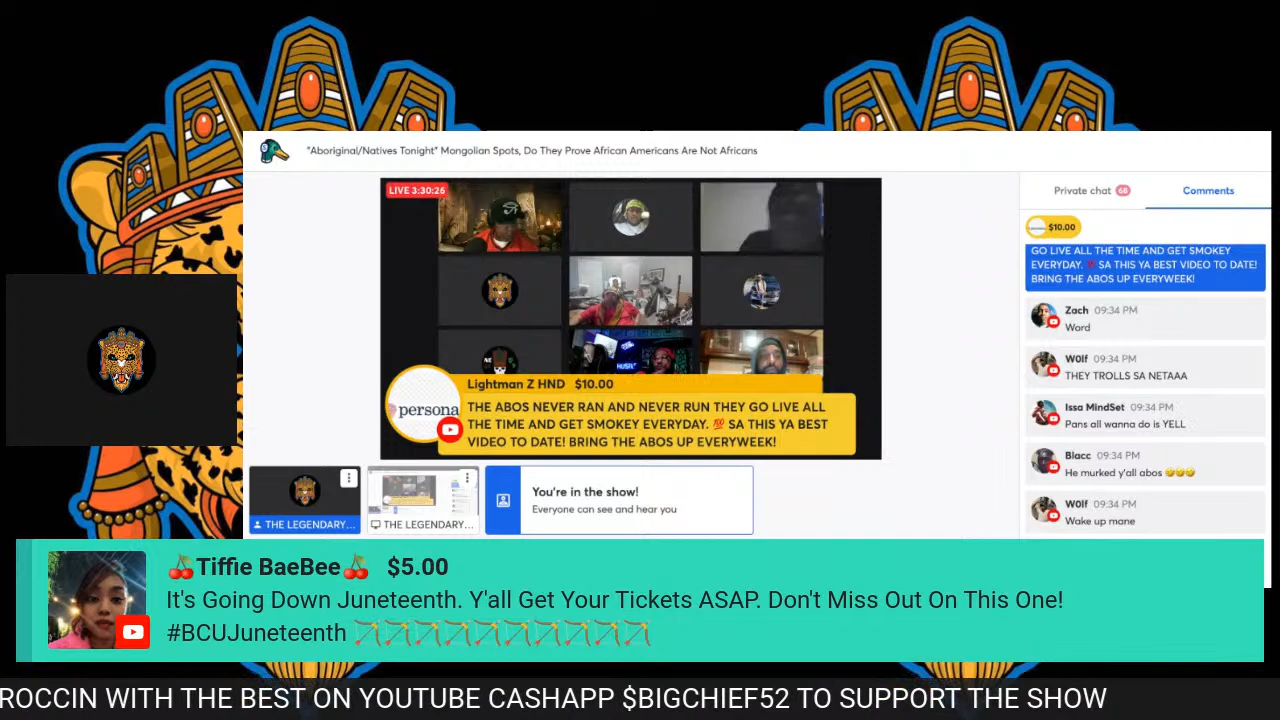 "Aboriginal/Natives Tonight" Mongolian Spots, Do They Prove African Americans Are Not Africans
LIVE 3:30:26
Lightman Z HND $10.00
persona
THE ABOS NEVER RAN AND NEVER RUN THEY GO LIVE ALL
THE TIME AND GET SMOKEY EVERYDAY. 💯 SA THIS YA BEST
VIDEO TO DATE! BRING THE ABOS UP EVERYWEEK!
Private chat 68
Comments
$10.00
GO LIVE ALL THE TIME AND GET SMOKEY
EVERYDAY. 💯 SA THIS YA BEST VIDEO TO DATE!
BRING THE ABOS UP EVERYWEEK!
Zach 09:34 PM
Word
W0lf 09:34 PM
THEY TROLLS SA NETAAA
Issa MindSet 09:34 PM
Pans all wanna do is YELL
Blacc 09:34 PM
He murked y'all abos 🤣🤣🤣
W0lf 09:34 PM
Wake up mane
THE LEGENDARY...
THE LEGENDARY...
You're in the show!
Everyone can see and hear you
🍒Tiffie BaeBee🍒 $5.00
It's Going Down Juneteenth. Y'all Get Your Tickets ASAP. Don't Miss Out On This One!
#BCUJuneteenth 🏹🏹🏹🏹🏹🏹🏹🏹🏹🏹
ROCCIN WITH THE BEST ON YOUTUBE CASHAPP $BIGCHIEF52 TO SUPPORT THE SHOW